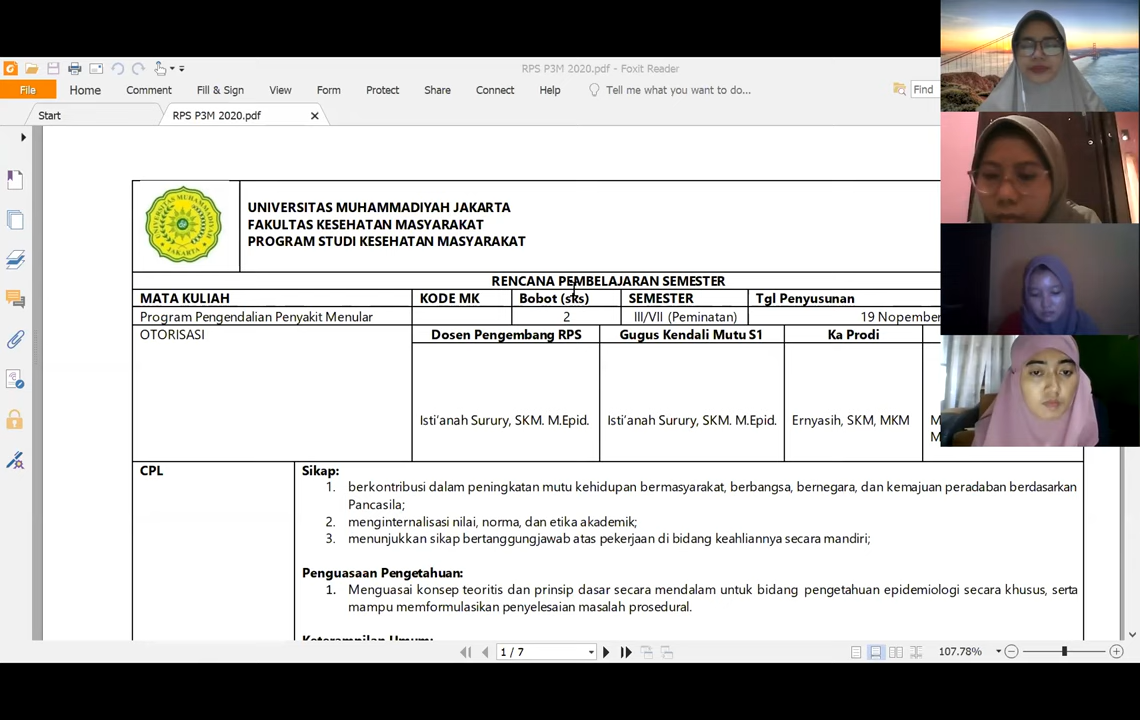 RPS P3M 2020.pdf - Foxit Reader
File Home Comment Fill & Sign View Form Protect Share Connect Help Tell me what you want to do... Find
Start RPS P3M 2020.pdf
UNIVERSITAS MUHAMMADIYAH JAKARTA
FAKULTAS KESEHATAN MASYARAKAT
PROGRAM STUDI KESEHATAN MASYARAKAT
RENCANA PEMBELAJARAN SEMESTER
MATA KULIAH KODE MK Bobot (sks) SEMESTER Tgl Penyusunan
Program Pengendalian Penyakit Menular 2 III/VII (Peminatan) 19 Nopember
OTORISASI Dosen Pengembang RPS Gugus Kendali Mutu S1 Ka Prodi
Isti'anah Surury, SKM. M.Epid. Isti'anah Surury, SKM. M.Epid. Ernyasih, SKM, MKM
CPL Sikap:
1. berkontribusi dalam peningkatan mutu kehidupan bermasyarakat, berbangsa, bernegara, dan kemajuan peradaban berdasarkan
Pancasila;
2. menginternalisasi nilai, norma, dan etika akademik;
3. menunjukkan sikap bertanggungjawab atas pekerjaan di bidang keahliannya secara mandiri;
Penguasaan Pengetahuan:
1. Menguasai konsep teoritis dan prinsip dasar secara mendalam untuk bidang pengetahuan epidemiologi secara khusus, serta
mampu memformulasikan penyelesaian masalah prosedural.
Keterampilan Umum:
1 / 7 107.78%